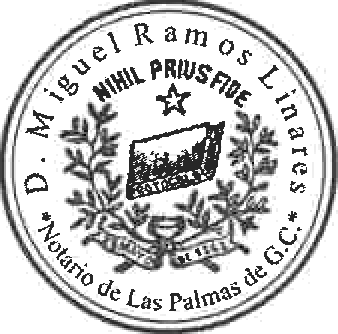 D. Miguel Ramos Linares
NIHIL PRIUS FIDE
*Notario de Las Palmas de G.C.*